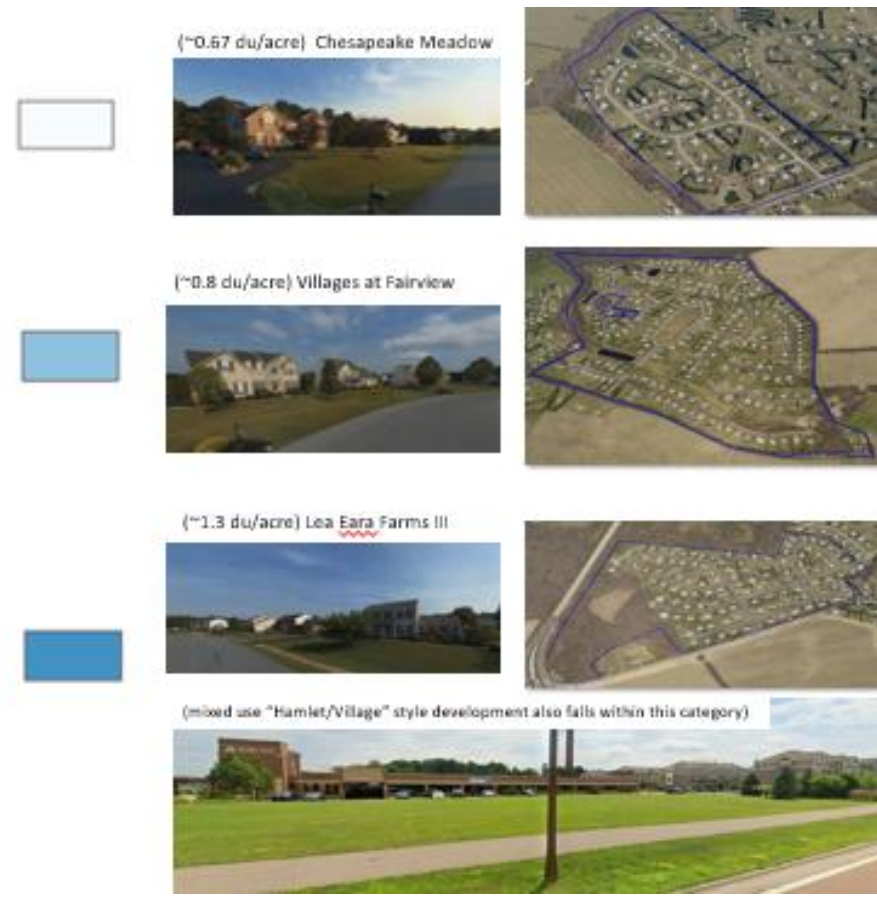 (~0.67 du/acre) Chesapeake Meadow
(~0.8 du/acre) Villages at Fairview
(~1.3 du/acre) Lea Eara Farms III
(mixed use "Hamlet/Village" style development also falls within this category)